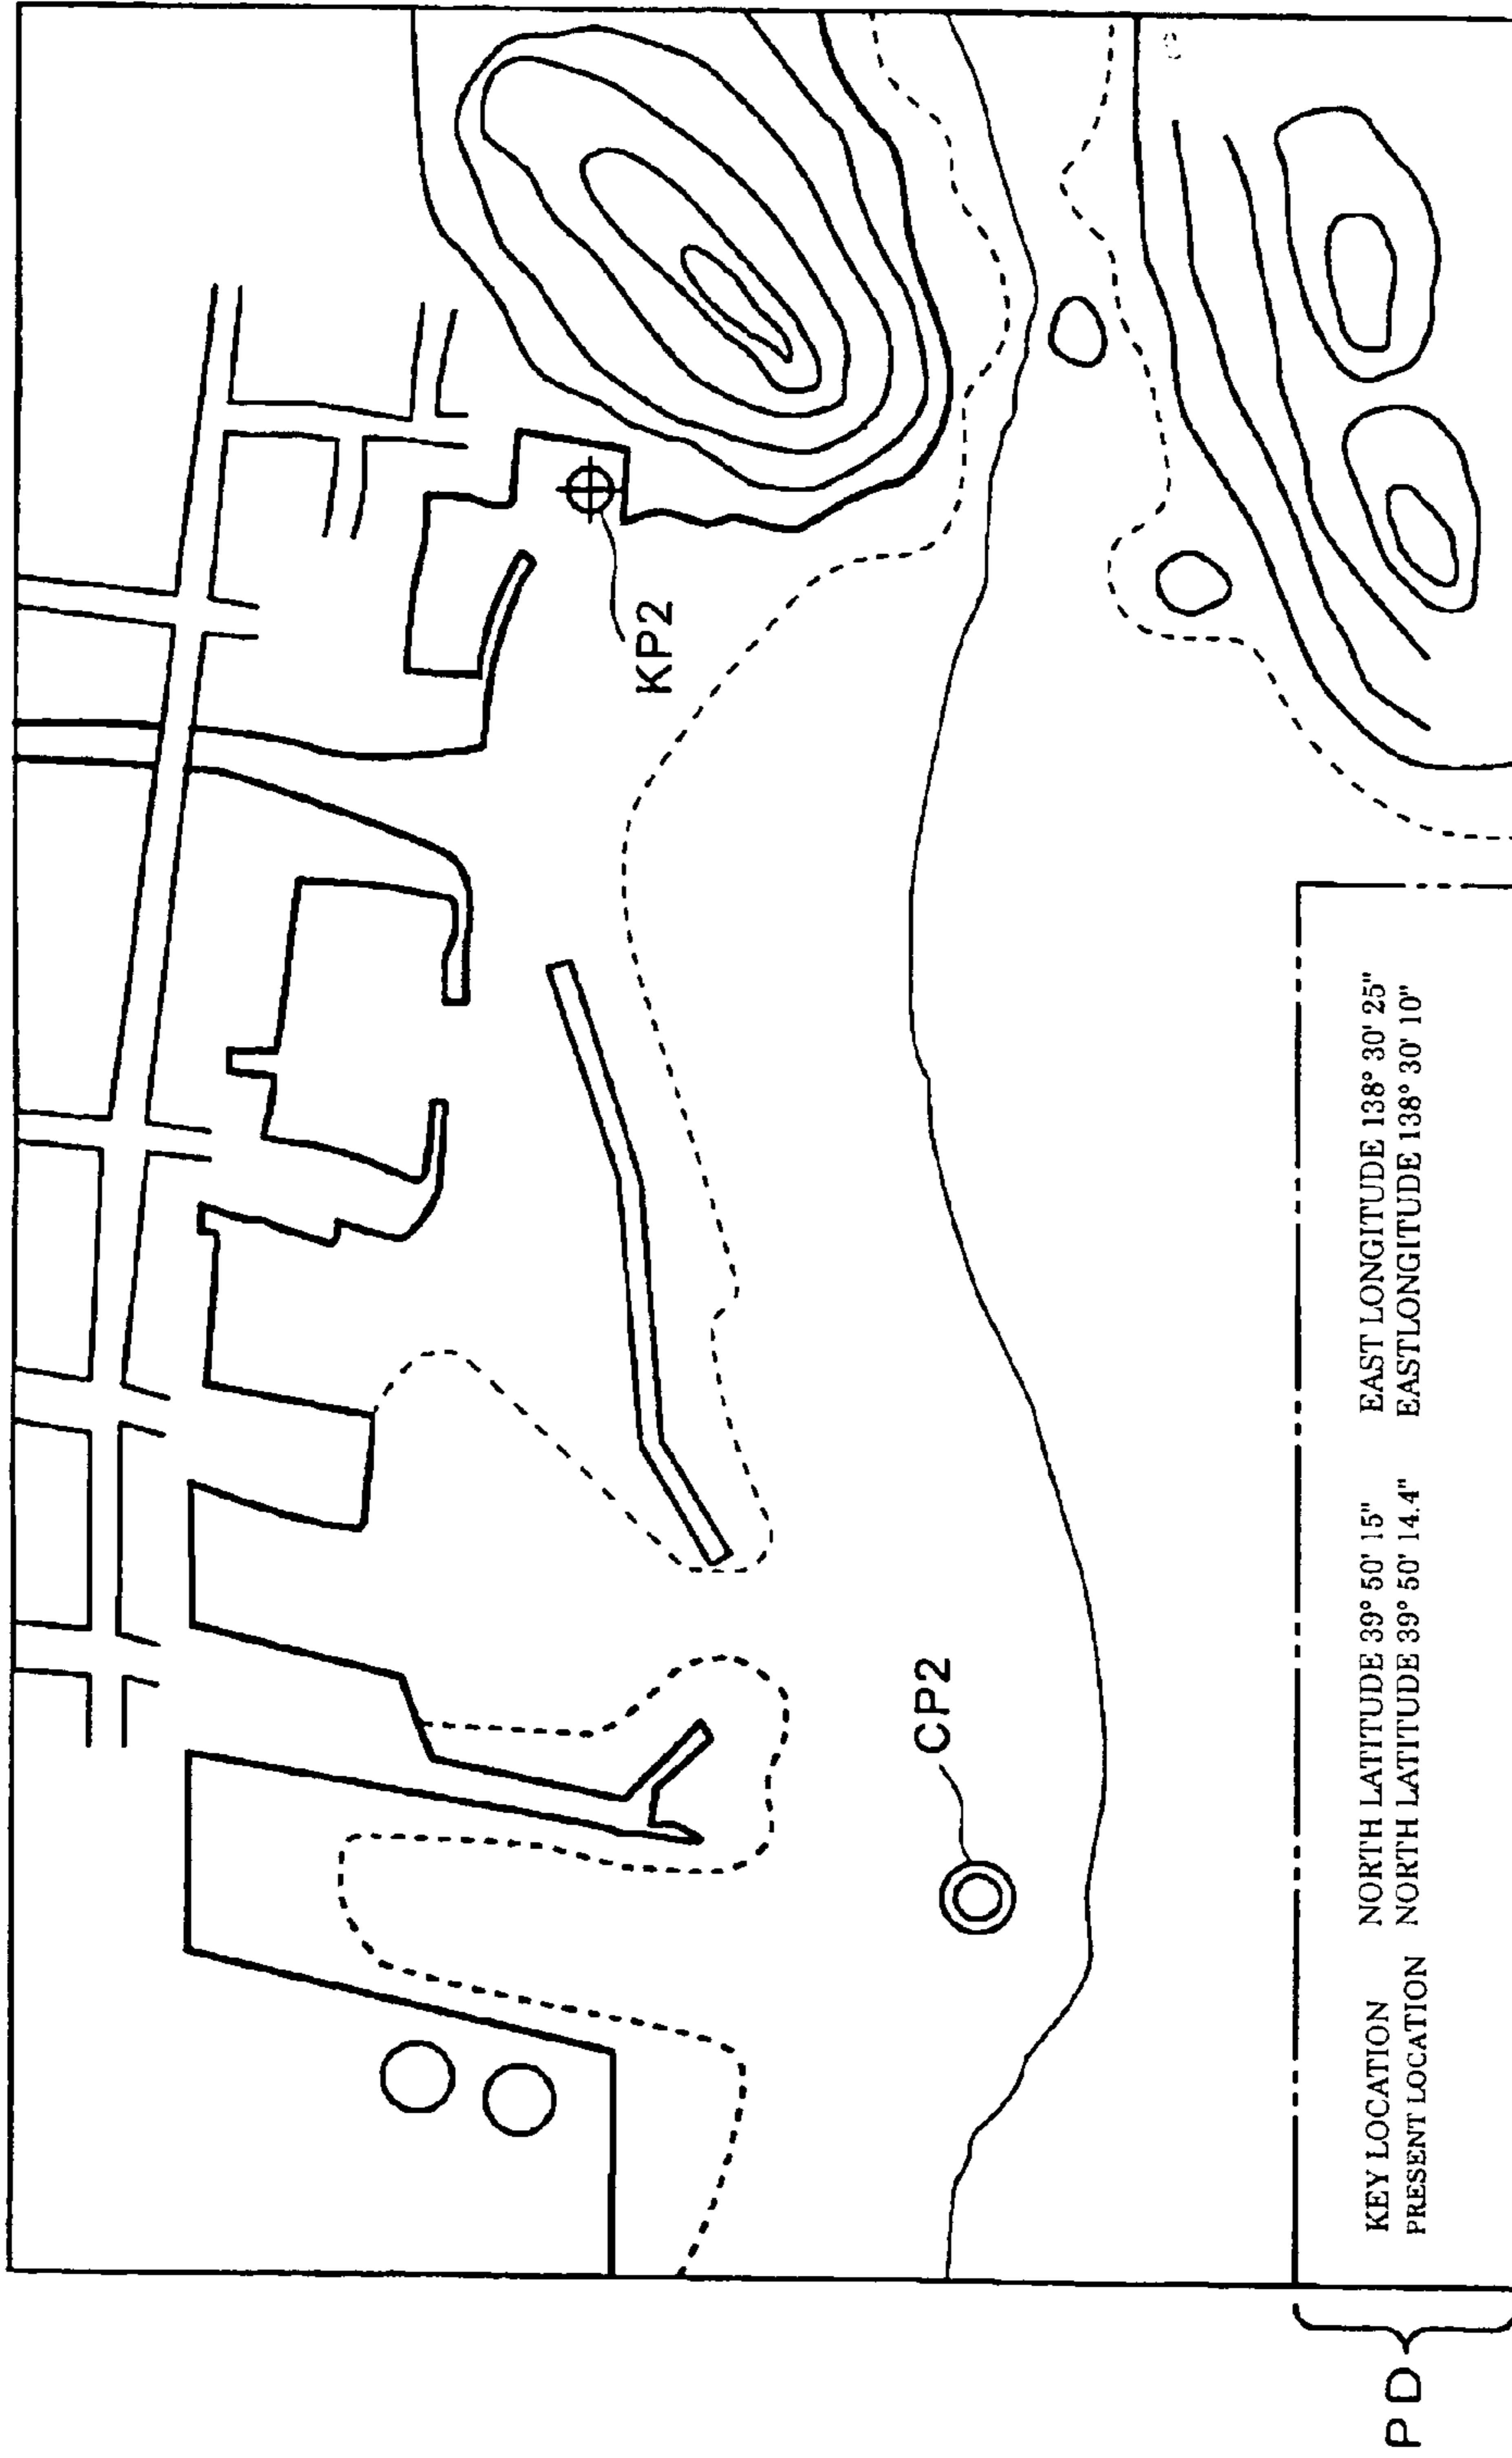 KP2
CP2
PD
KEY LOCATION NORTH LATITUDE 39° 50' 15" EAST LONGITUDE 138° 30' 25"
PRESENT LOCATION NORTH LATITUDE 39° 50' 14.4" EASTLONGITUDE 138° 30' 10"